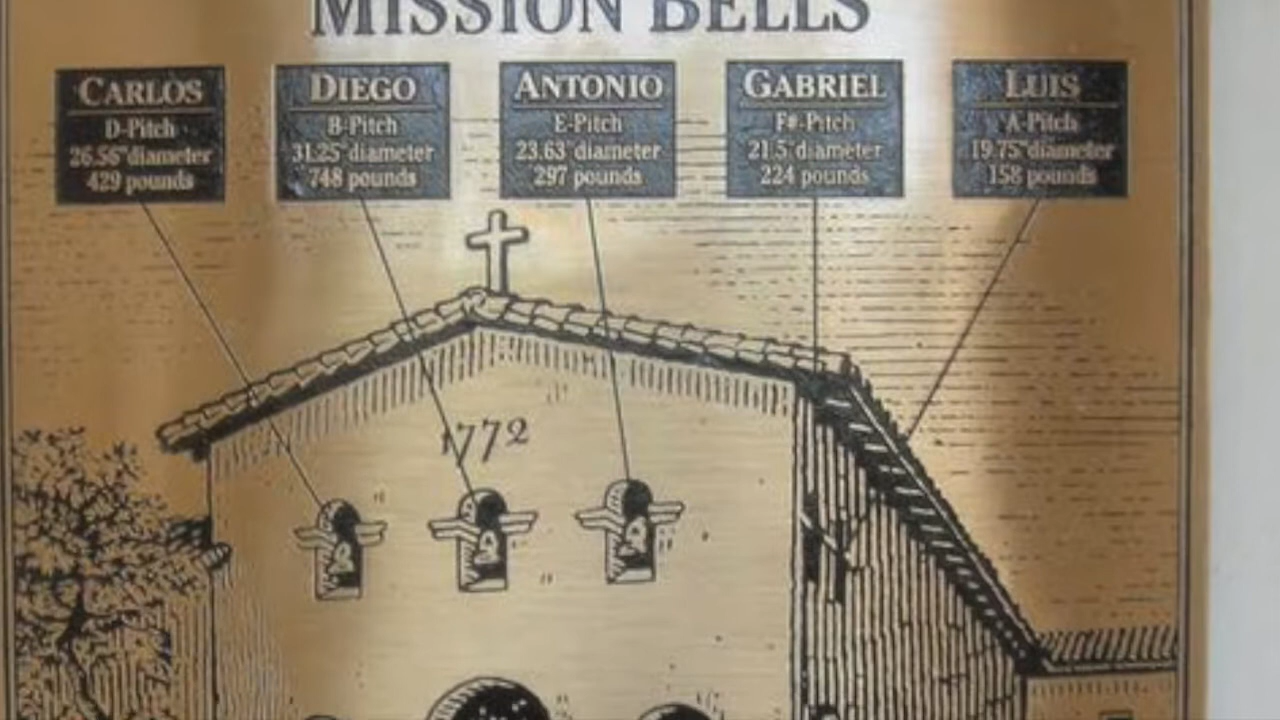 MISSION BELLS
CARLOS
D-Pitch
26.56" diameter
429 pounds
DIEGO
B-Pitch
31.25" diameter
748 pounds
ANTONIO
E-Pitch
23.63" diameter
297 pounds
GABRIEL
F#-Pitch
21.5" diameter
224 pounds
LUIS
A-Pitch
19.75" diameter
158 pounds
1772